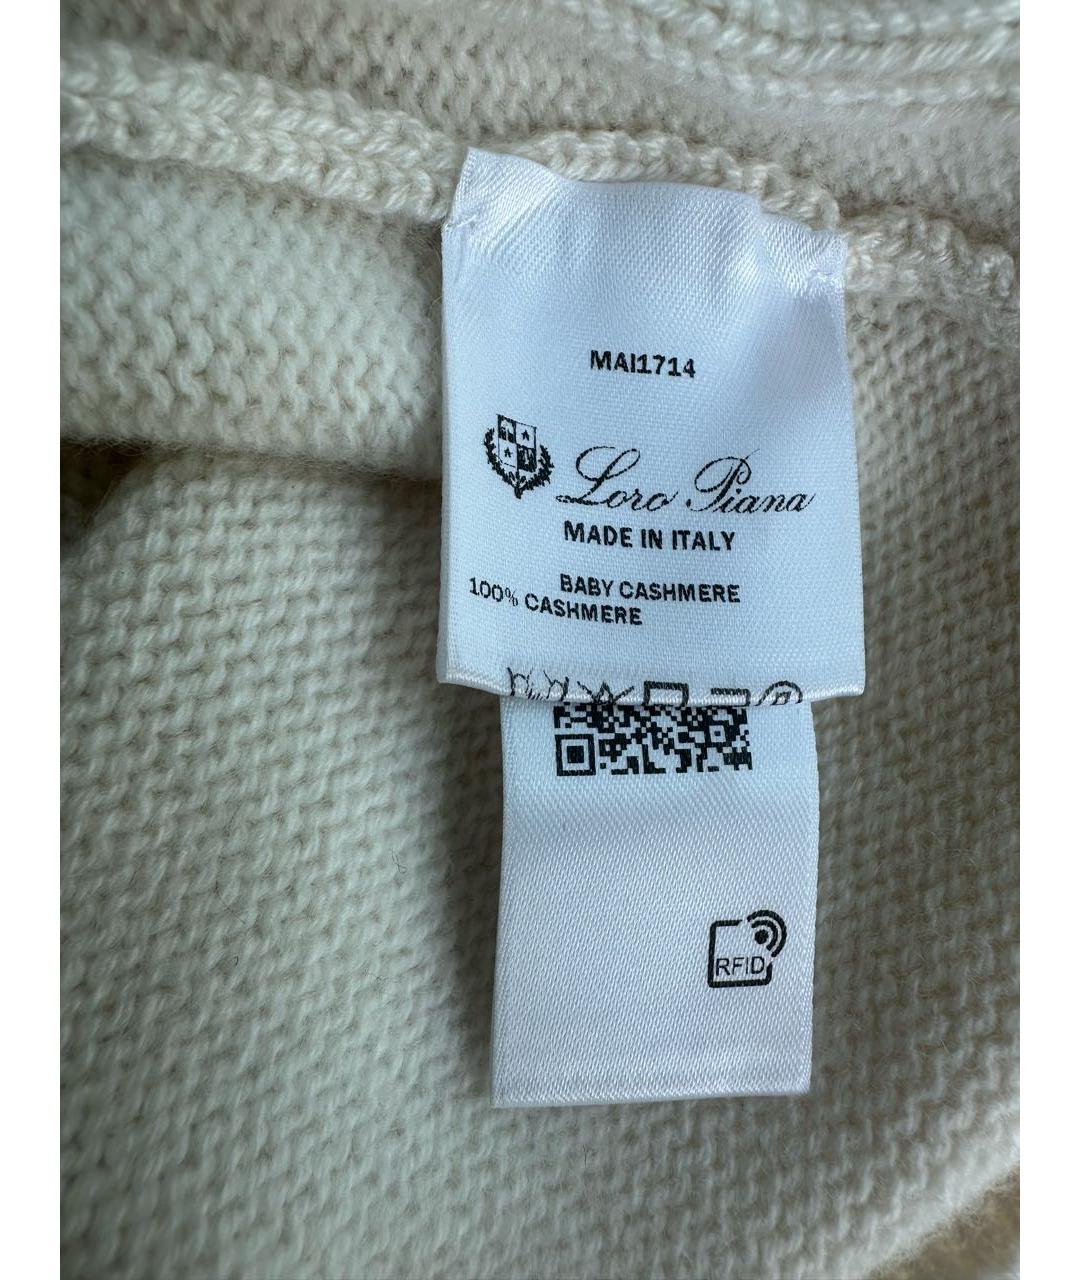 MAI1714
Loro Piana
MADE IN ITALY
BABY CASHMERE
100% CASHMERE
RFID